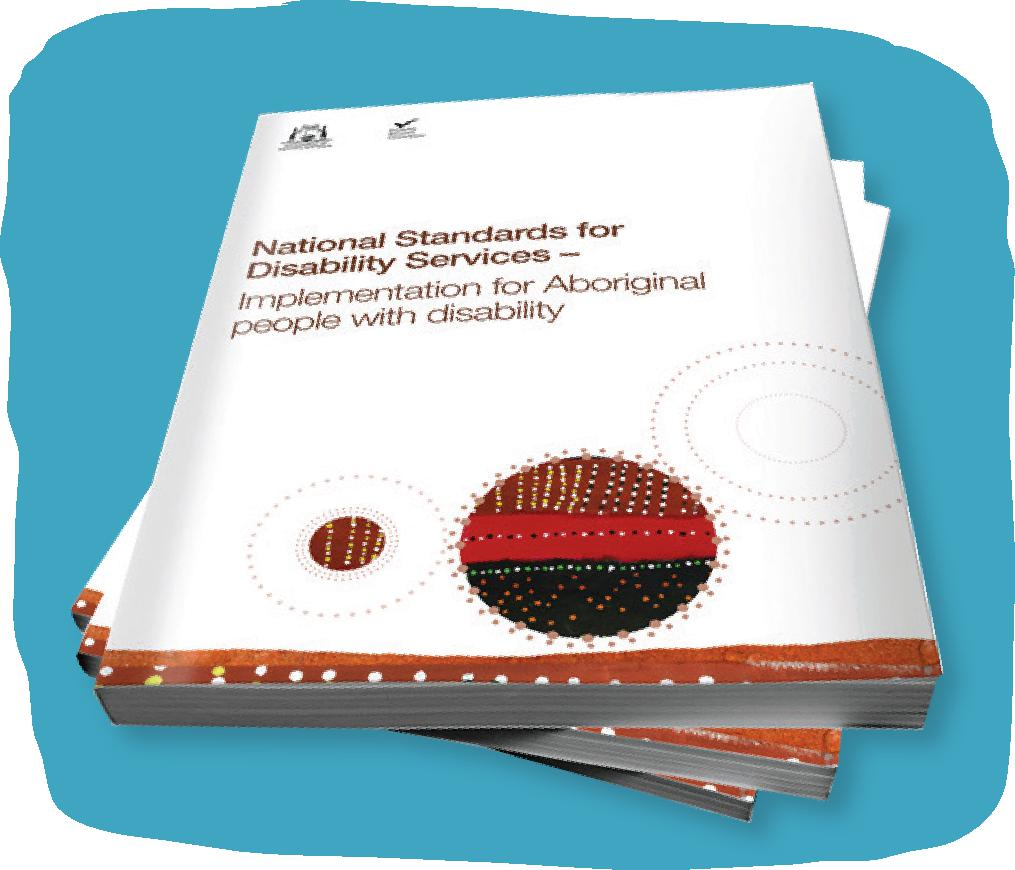 National Standards for
Disability Services –
Implementation for Aboriginal
people with disability